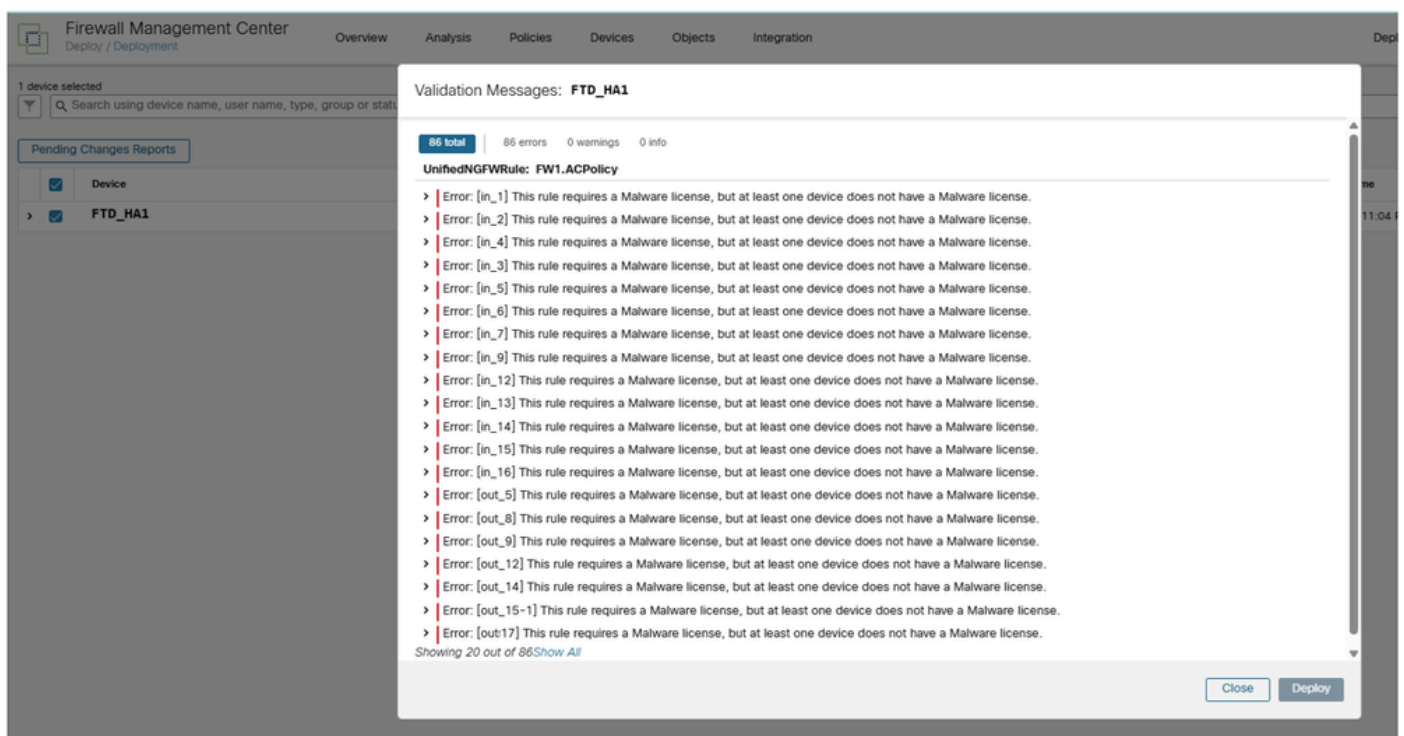 Firewall Management Center
Deploy / Deployment
Overview
Analysis
Policies
Devices
Objects
Integration
Depl
1 device selected
Search using device name, user name, type, group or statu
Pending Changes Reports
Device
FTD_HA1
me
11:04 P
Validation Messages: FTD_HA1
86 total 86 errors 0 warnings 0 info
UnifiedNGFWRule: FW1.ACPolicy
Error: [in_1] This rule requires a Malware license, but at least one device does not have a Malware license.
Error: [in_2] This rule requires a Malware license, but at least one device does not have a Malware license.
Error: [in_4] This rule requires a Malware license, but at least one device does not have a Malware license.
Error: [in_3] This rule requires a Malware license, but at least one device does not have a Malware license.
Error: [in_5] This rule requires a Malware license, but at least one device does not have a Malware license.
Error: [in_6] This rule requires a Malware license, but at least one device does not have a Malware license.
Error: [in_7] This rule requires a Malware license, but at least one device does not have a Malware license.
Error: [in_9] This rule requires a Malware license, but at least one device does not have a Malware license.
Error: [in_12] This rule requires a Malware license, but at least one device does not have a Malware license.
Error: [in_13] This rule requires a Malware license, but at least one device does not have a Malware license.
Error: [in_14] This rule requires a Malware license, but at least one device does not have a Malware license.
Error: [in_15] This rule requires a Malware license, but at least one device does not have a Malware license.
Error: [in_16] This rule requires a Malware license, but at least one device does not have a Malware license.
Error: [out_5] This rule requires a Malware license, but at least one device does not have a Malware license.
Error: [out_8] This rule requires a Malware license, but at least one device does not have a Malware license.
Error: [out_9] This rule requires a Malware license, but at least one device does not have a Malware license.
Error: [out_12] This rule requires a Malware license, but at least one device does not have a Malware license.
Error: [out_14] This rule requires a Malware license, but at least one device does not have a Malware license.
Error: [out_15-1] This rule requires a Malware license, but at least one device does not have a Malware license.
Error: [out:17] This rule requires a Malware license, but at least one device does not have a Malware license.
Showing 20 out of 86Show All
Close
Deploy